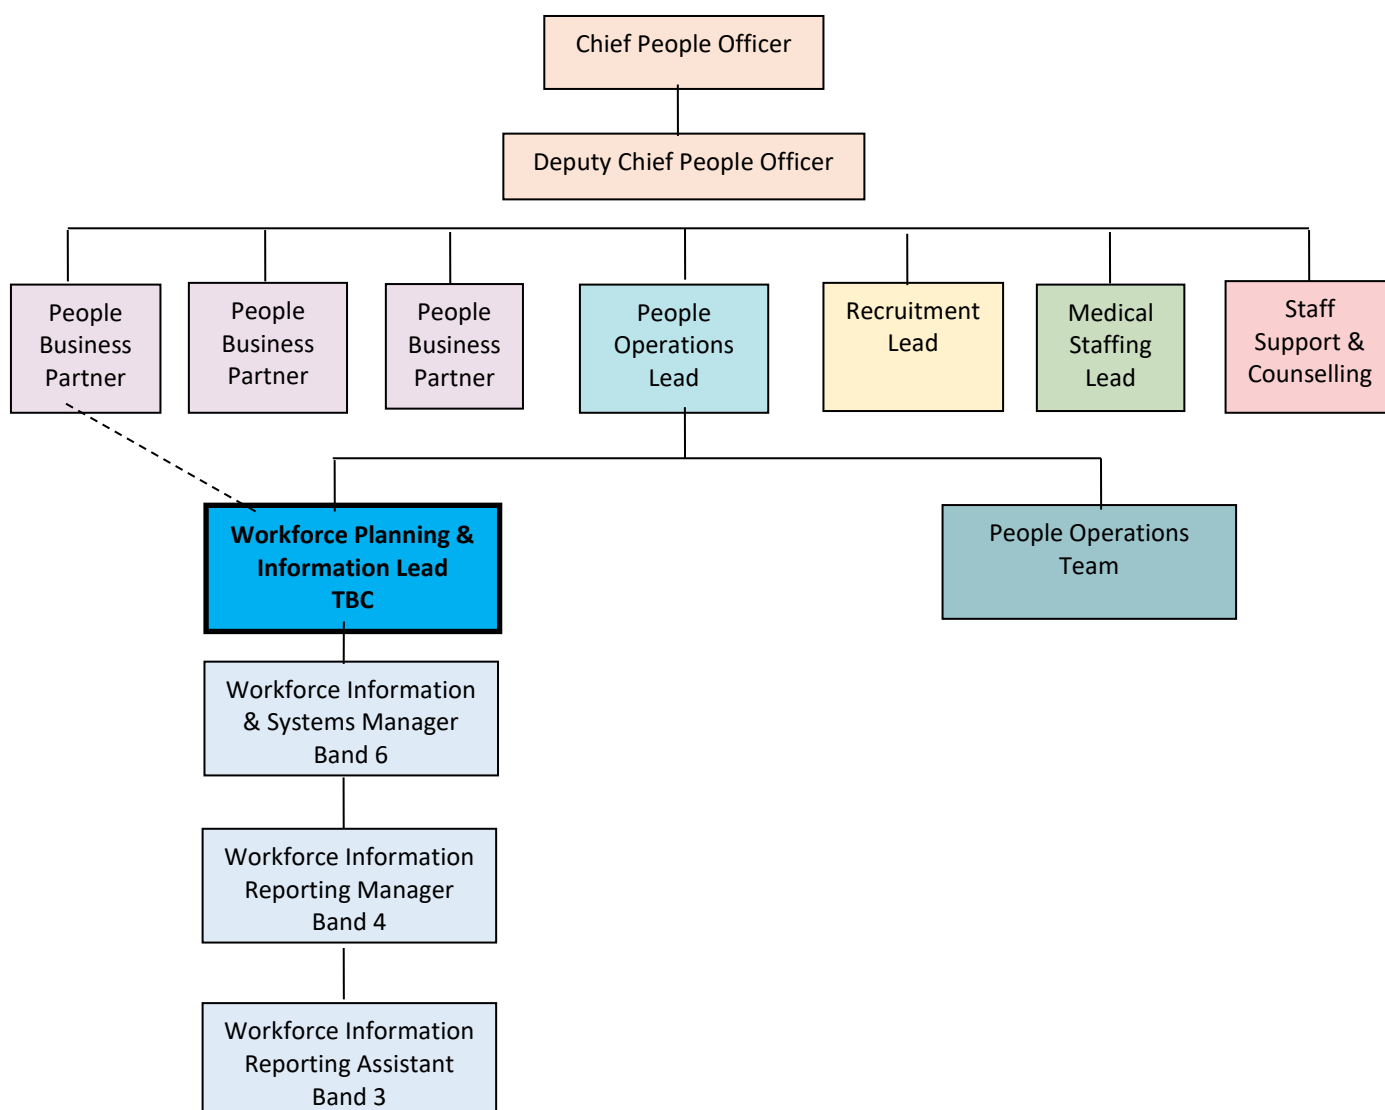 Chief People Officer
Deputy Chief People Officer
People
Business
Partner
People
Business
Partner
People
Business
Partner
People
Operations
Lead
Recruitment
Lead
Medical
Staffing
Lead
Staff
Support &
Counselling
Workforce Planning &
Information Lead
TBC
People Operations
Team
Workforce Information
& Systems Manager
Band 6
Workforce Information
Reporting Manager
Band 4
Workforce Information
Reporting Assistant
Band 3